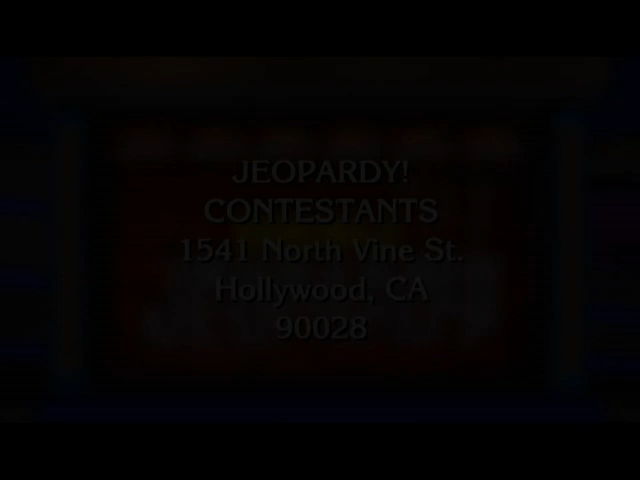 JEOPARDY!
CONTESTANTS
1541 North Vine St.
Hollywood, CA
90028